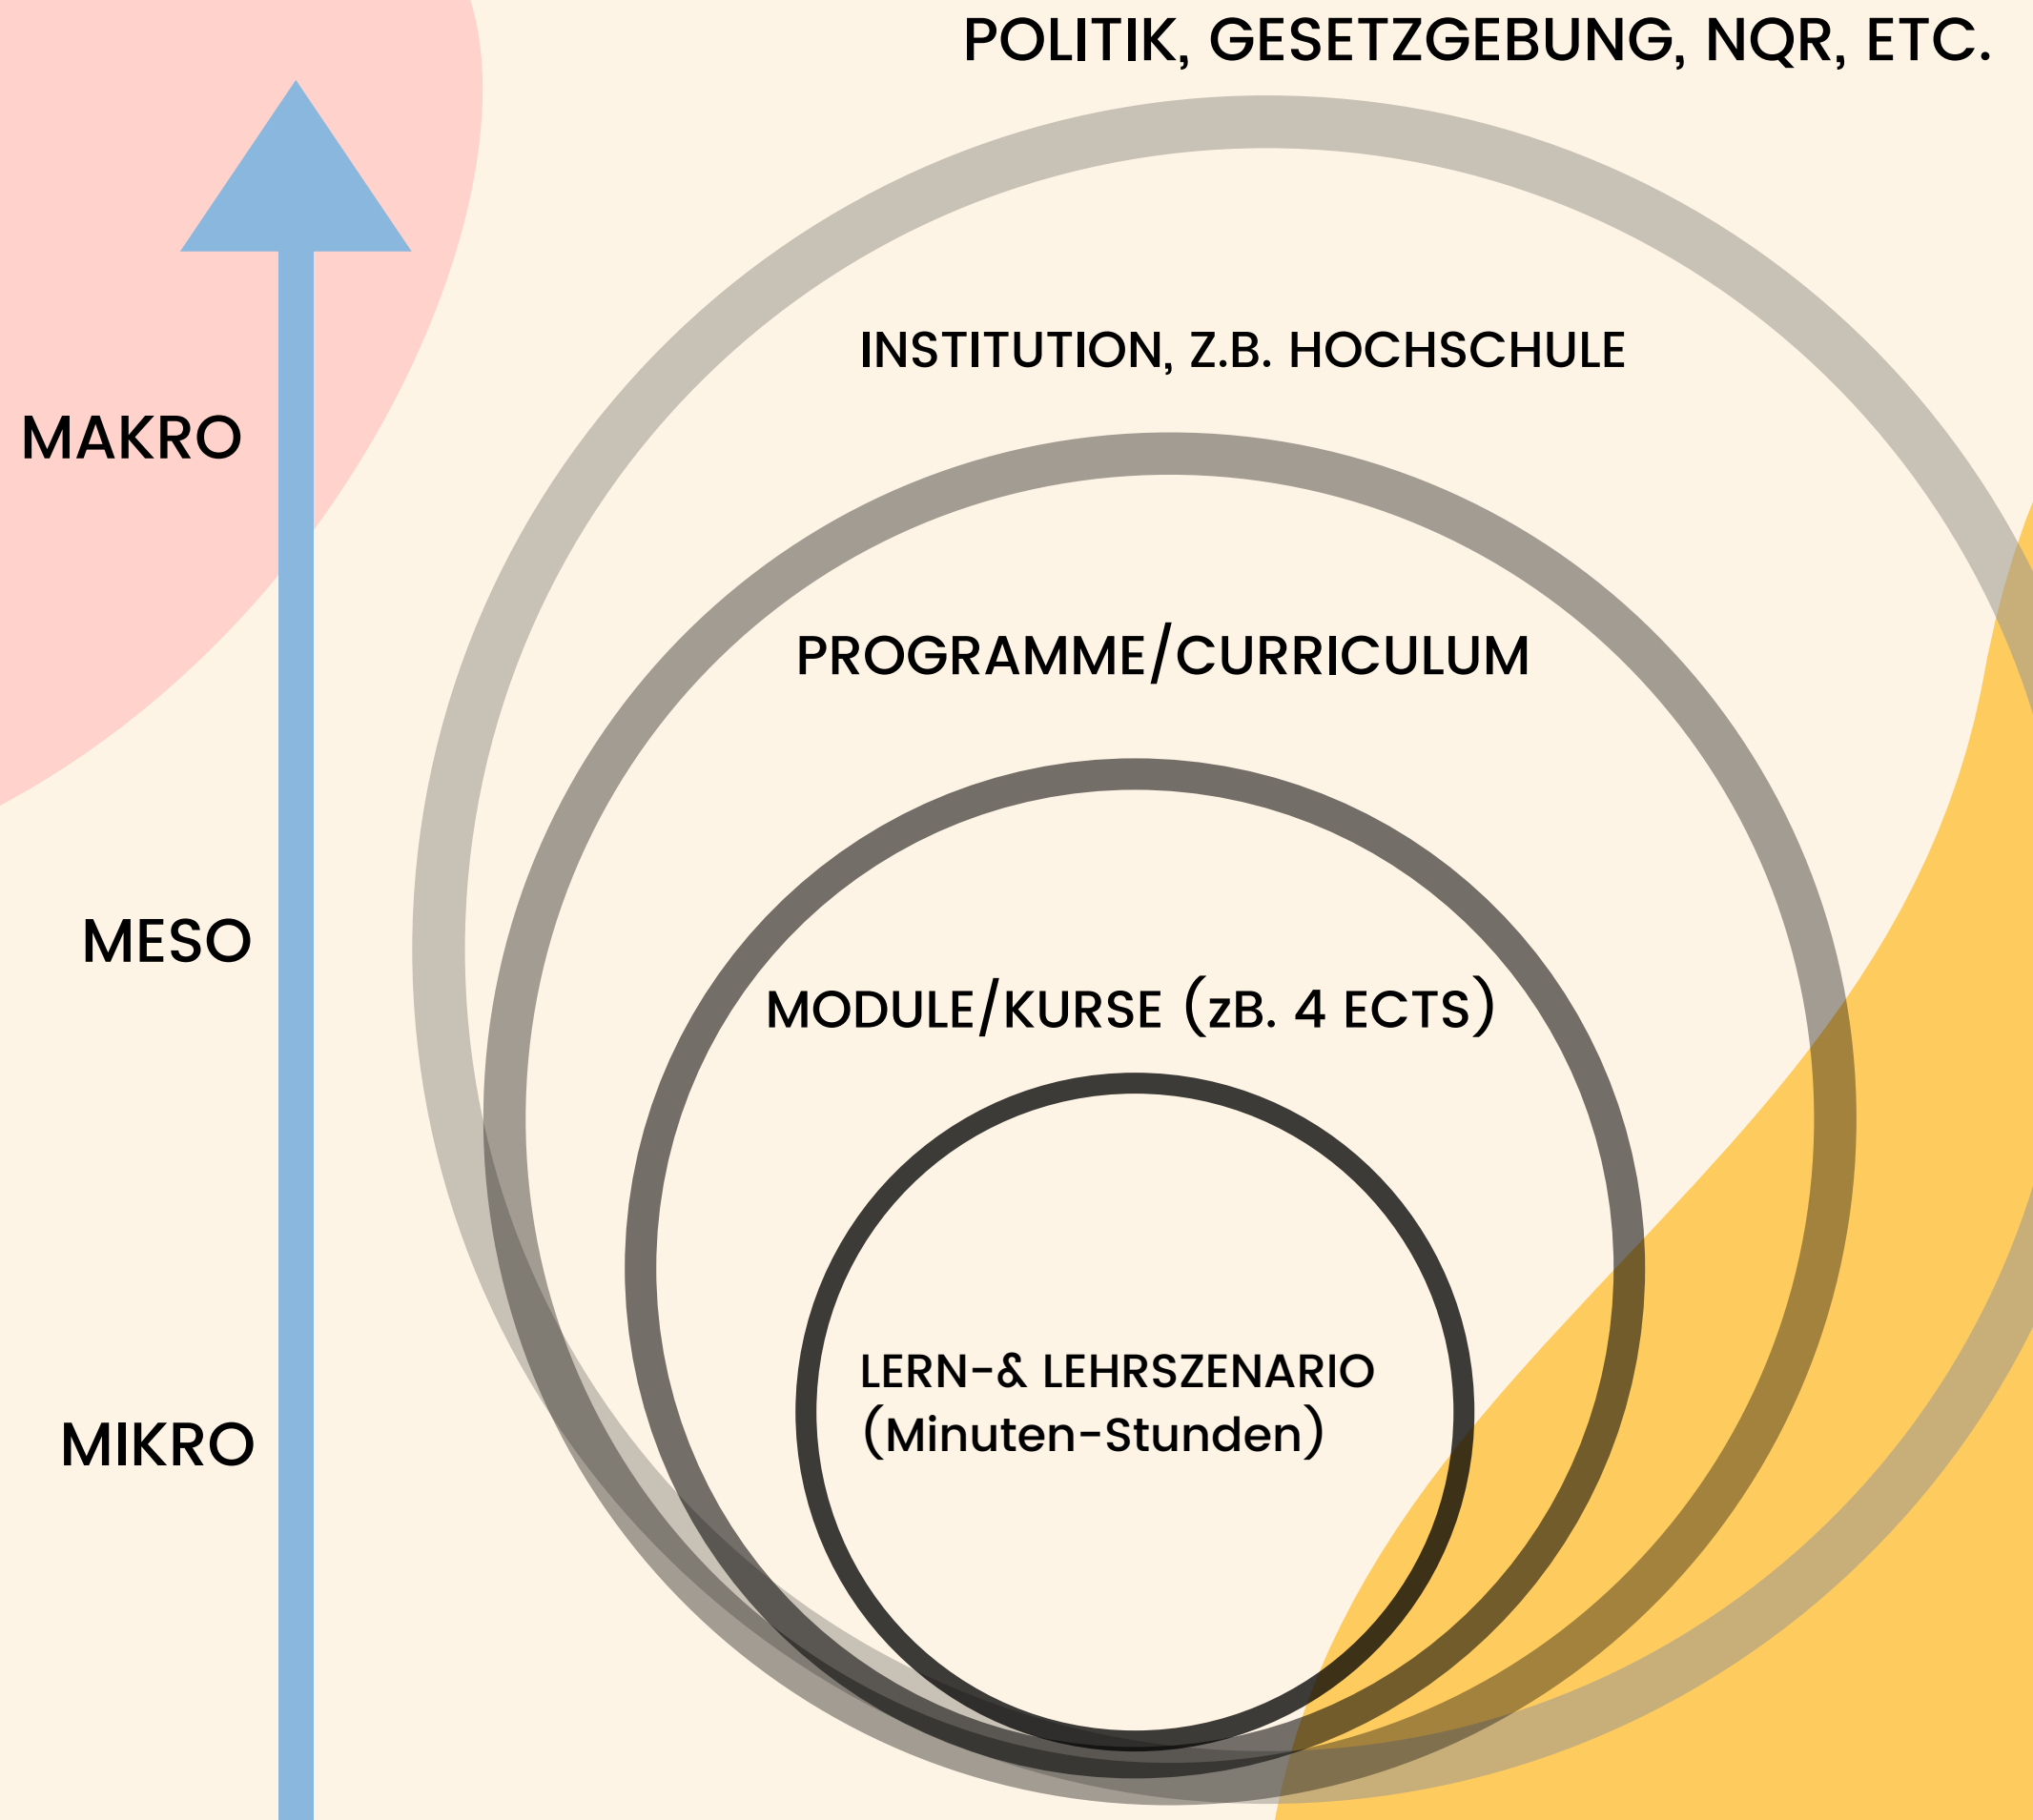 POLITIK, GESETZGEBUNG, NQR, ETC.
INSTITUTION, Z.B. HOCHSCHULE
MAKRO
PROGRAMME/CURRICULUM
MESO
MODULE/KURSE (zB. 4 ECTS)
LERN-& LEHRSZENARIO
(Minuten-Stunden)
MIKRO